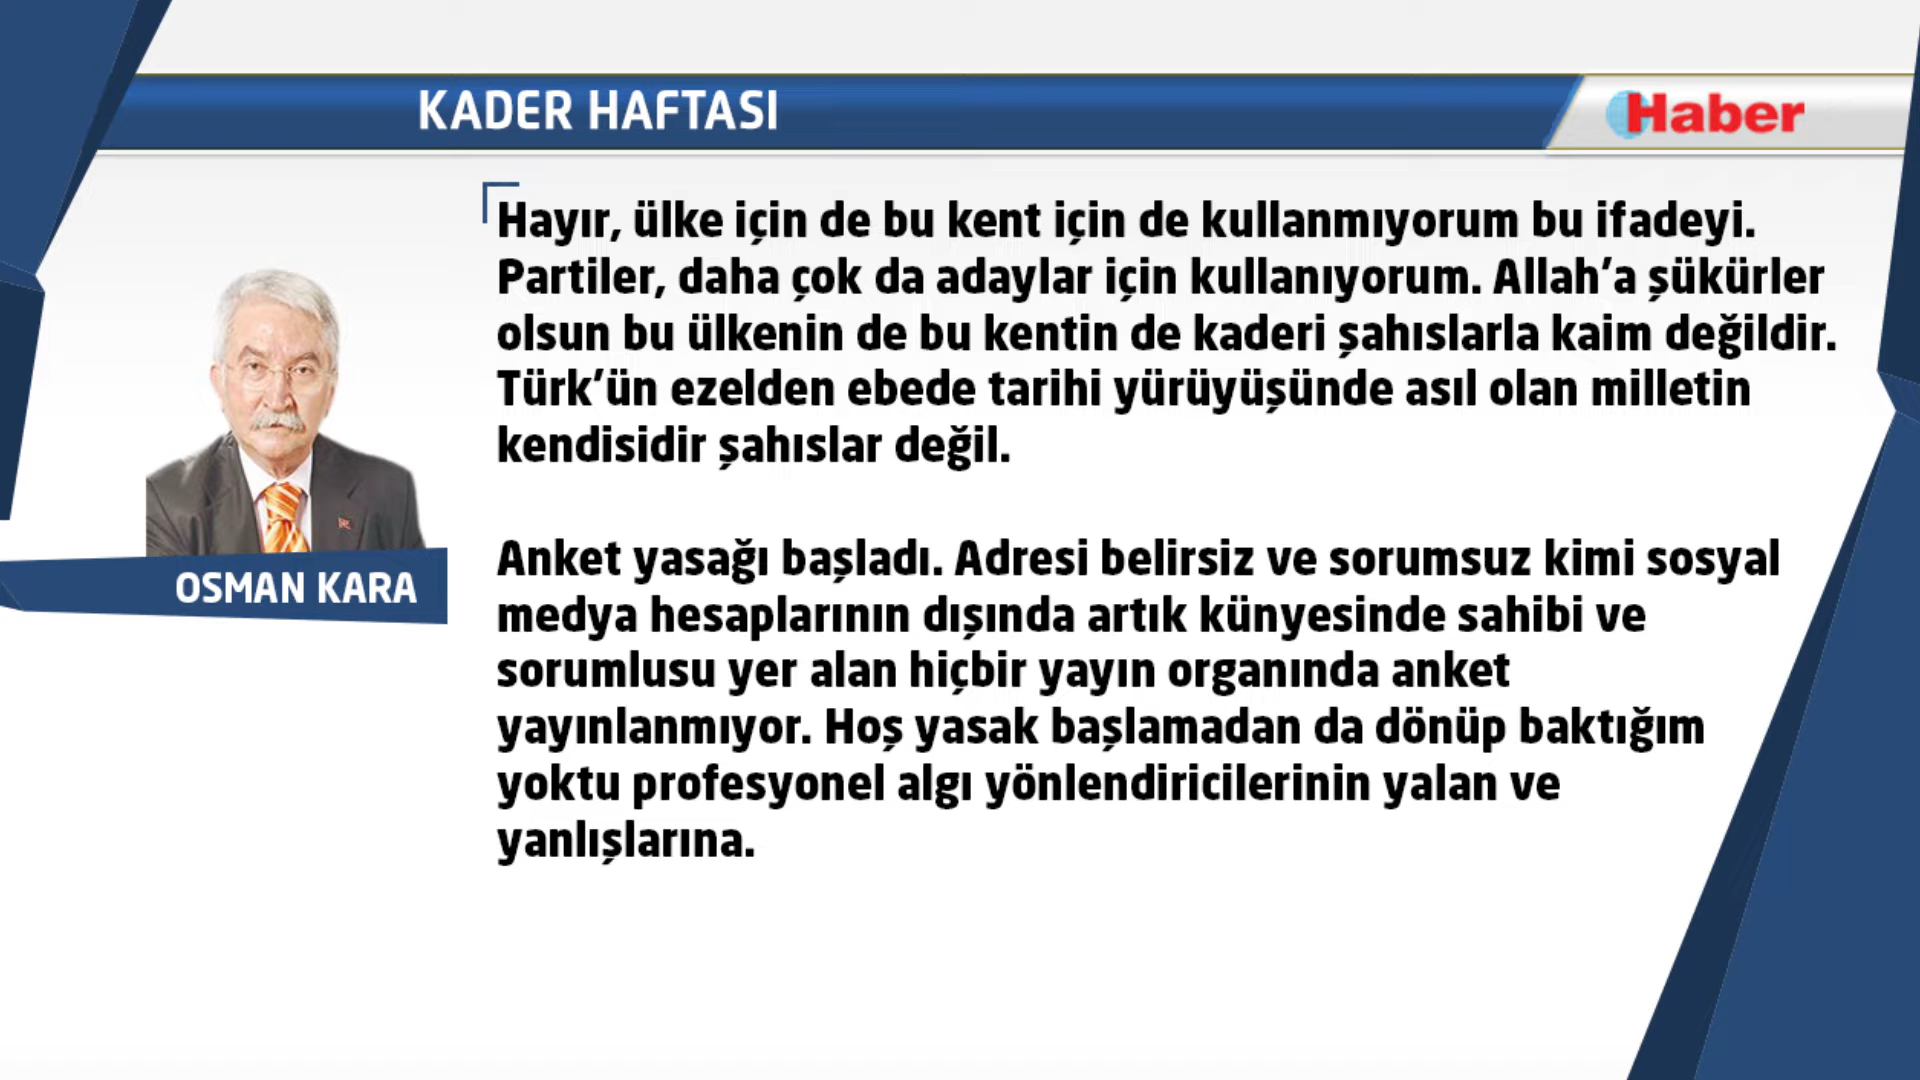 KADER HAFTASI
Haber
Hayır, ülke için de bu kent için de kullanmıyorum bu ifadeyi.
Partiler, daha çok da adaylar için kullanıyorum. Allah’a şükürler
olsun bu ülkenin de bu kentin de kaderi şahıslarla kaim değildir.
Türk’ün ezelden ebede tarihi yürüyüşünde asıl olan milletin
kendisidir şahıslar değil.
Anket yasağı başladı. Adresi belirsiz ve sorumsuz kimi sosyal
medya hesaplarının dışında artık künyesinde sahibi ve
sorumlusu yer alan hiçbir yayın organında anket
yayınlanmıyor. Hoş yasak başlamadan da dönüp baktığım
yoktu profesyonel algı yönlendiricilerinin yalan ve
yanlışlarına.
OSMAN KARA